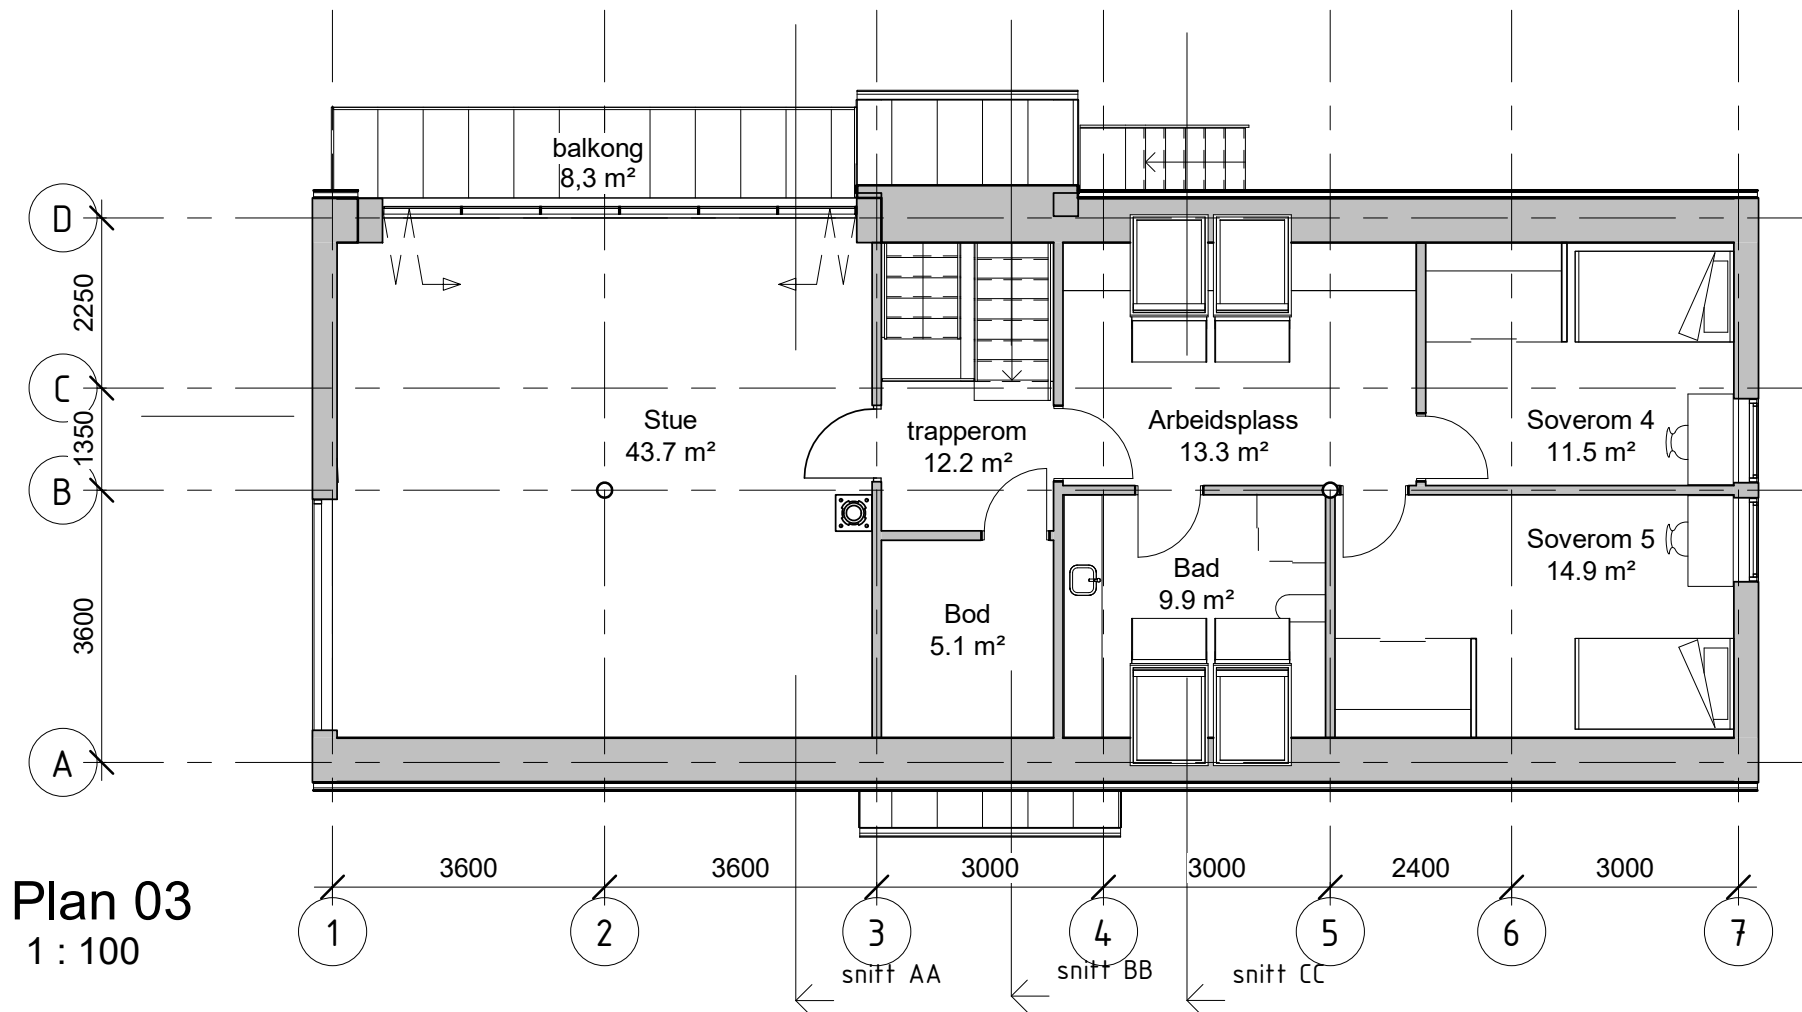 balkong
8,3 m²
D
2250
C
1350
Stue
43.7 m²
trapperom
12.2 m²
Arbeidsplass
13.3 m²
Soverom 4
11.5 m²
B
Soverom 5
14.9 m²
Bad
9.9 m²
3600
Bod
5.1 m²
A
3600
3600
3000
3000
2400
3000
Plan 03
1 : 100
1
2
3
4
5
6
7
snitt AA
snitt BB
snitt CC